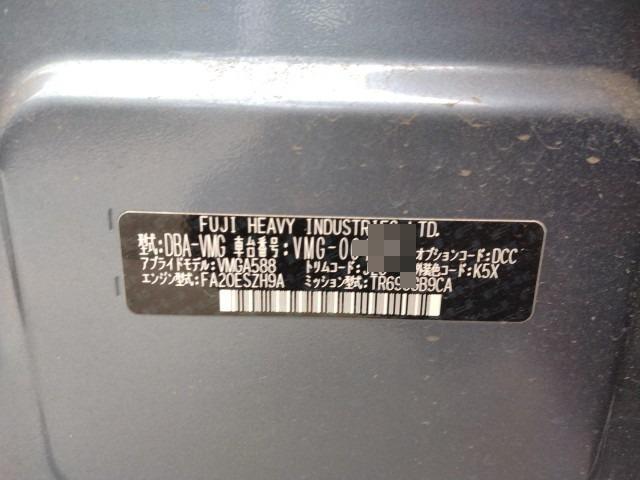 FUJI HEAVY INDUSTRIES LTD.
型式:DBA-VMG 車台番号:VMG-00 オプションコード:DCC
アプライドモデル:VMGA588 トリムコード: 外装色コード:K5X
エンジン型式:FA20ESZH9A ミッション型式: